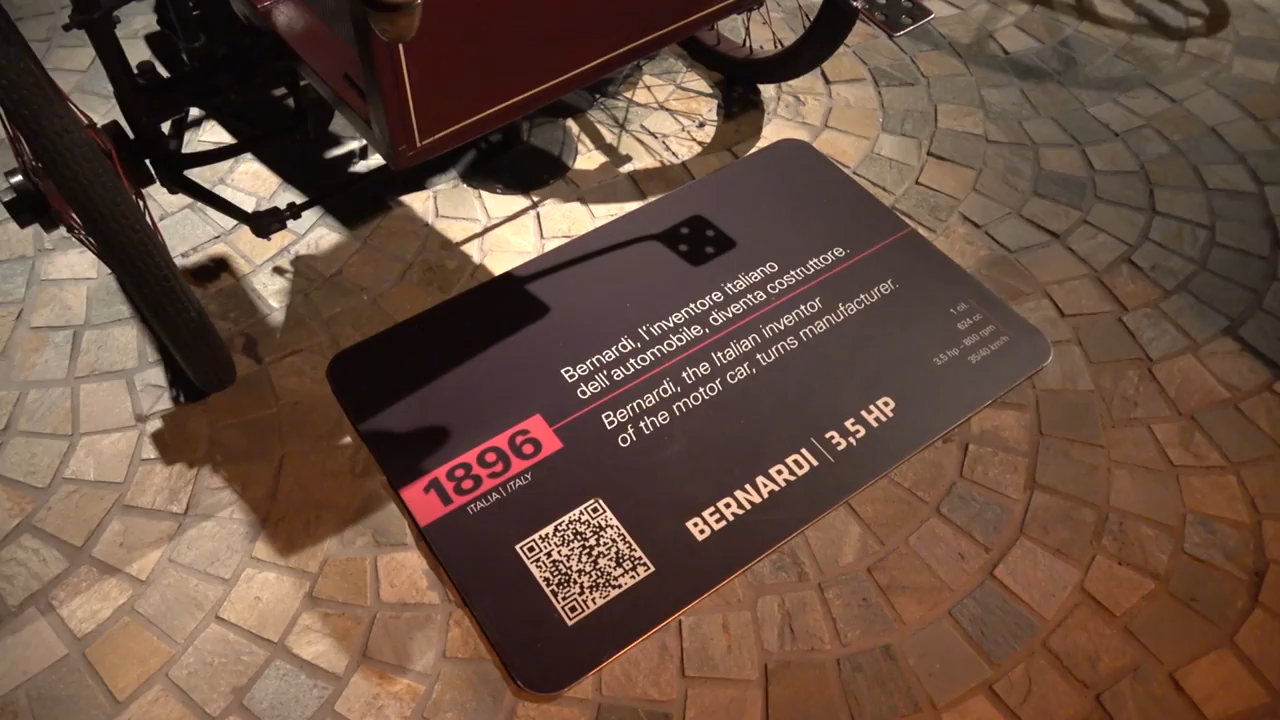 Bernardi, l'inventore italiano
dell'automobile, diventa costruttore.
Bernardi, the Italian inventor
of the motor car, turns manufacturer.
1896
ITALIA | ITALY
1 cil.
624 cc
3,5 hp - 800 rpm
35/40 km/h
BERNARDI | 3,5 HP